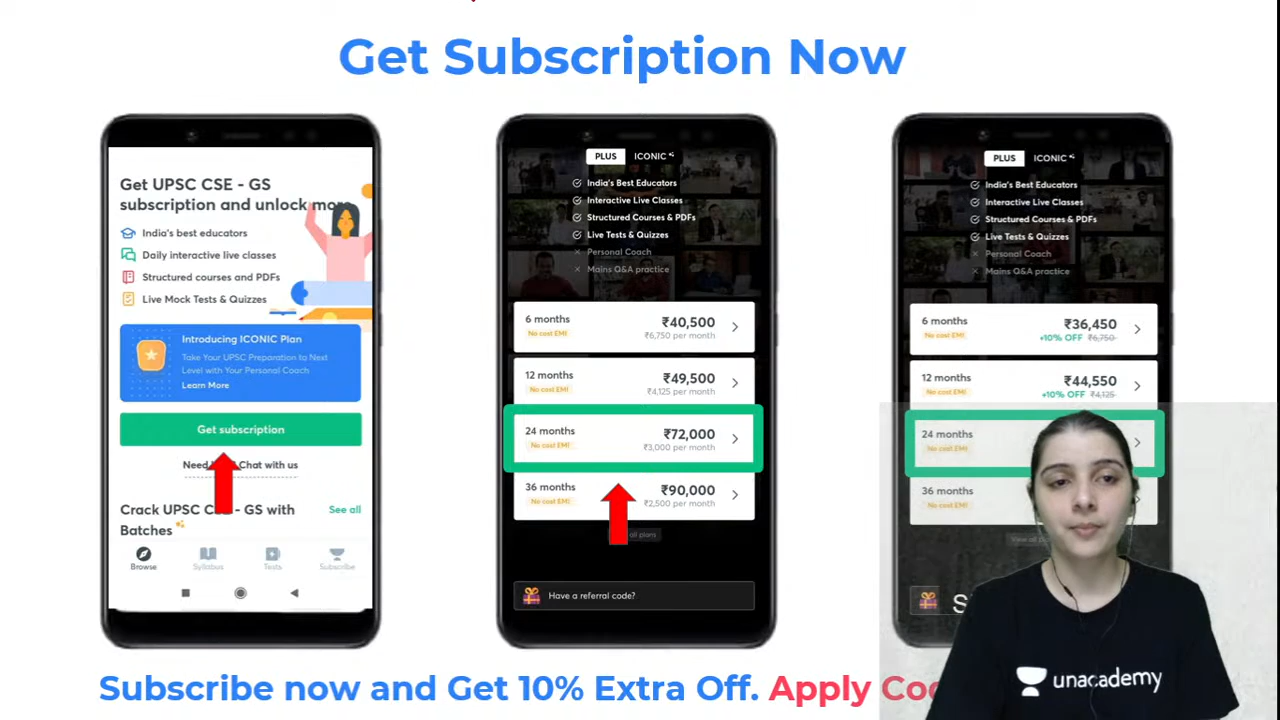 Get Subscription Now
Get UPSC CSE - GS
subscription and unlock more
India's best educators
Daily interactive live classes
Structured courses and PDFs
Live Mock Tests & Quizzes
Introducing ICONIC Plan
Take Your UPSC Preparation to Next
Level with Your Personal Coach
Learn More
Get subscription
Need Chat with us
Crack UPSC - GS with
Batches
See all
Browse
Syllabus
Tests
Subscribe
PLUS ICONIC
India's Best Educators
Interactive Live Classes
Structured Courses & PDFs
Live Tests & Quizzes
Personal Coach
Mains Q&A practice
6 months ₹40,500
No cost EMI ₹6,750 per month
12 months ₹49,500
No cost EMI ₹4,125 per month
24 months ₹72,000
No cost EMI ₹3,000 per month
36 months ₹90,000
No cost EMI ₹2,500 per month
plans
Have a referral code?
PLUS ICONIC
India's Best Educators
Interactive Live Classes
Structured Courses & PDFs
Live Tests & Quizzes
Personal Coach
Mains Q&A practice
6 months ₹36,450
No cost EMI +10% OFF ₹6,750
12 months ₹44,550
No cost EMI +10% OFF ₹4,125
24 months
No cost EMI
36 months
No cost EMI
View all
Subscribe now and Get 10% Extra Off. Apply
unacademy